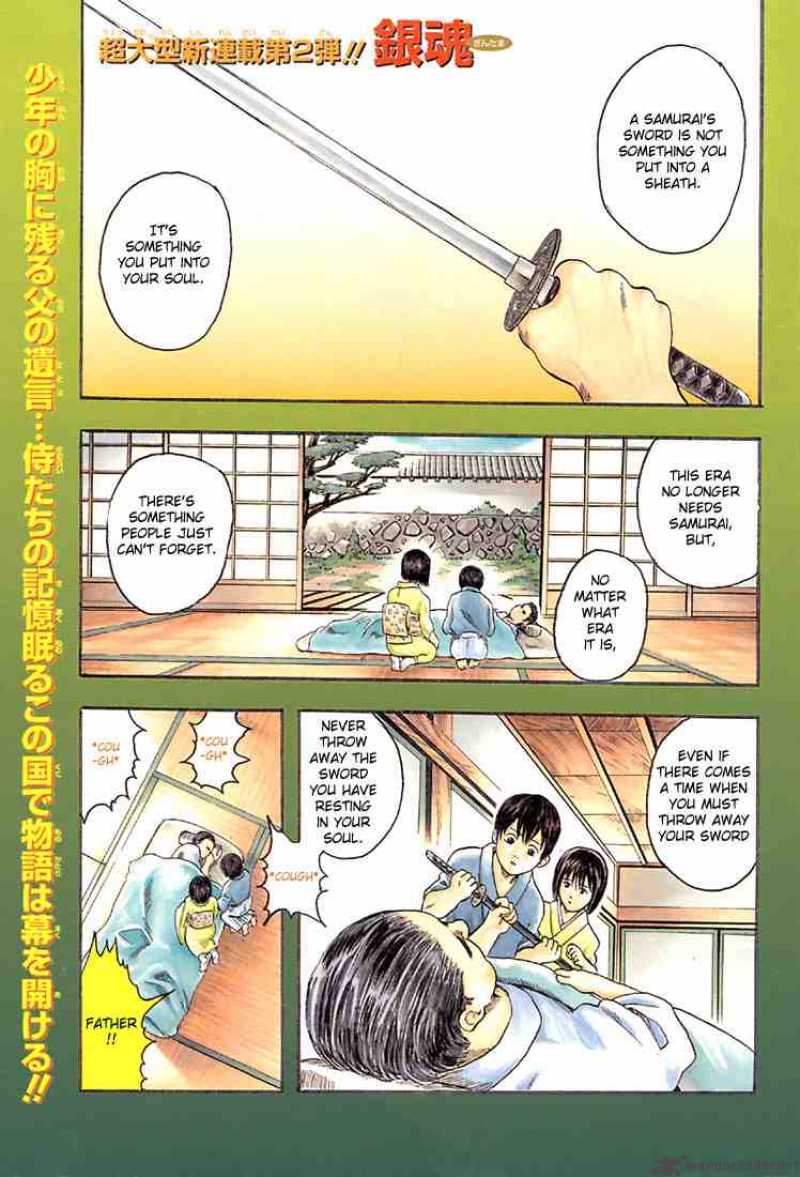 超大型新連載第2弾!! 銀魂 ぎんたま
少年の胸に残る父の遺言…侍たちの記憶眠るこの国で物語は幕を開ける!!
A SAMURAI'S
SWORD IS NOT
SOMETHING
YOU PUT
INTO A
SHEATH.
IT'S
SOMETHING
YOU PUT INTO
YOUR SOUL.
THIS ERA
NO LONGER
NEEDS
SAMURAI,
BUT,
NO
MATTER
WHAT
ERA
IT IS,
THERE'S
SOMETHING
PEOPLE JUST
CAN'T FORGET.
EVEN IF
THERE COMES
A TIME WHEN
YOU MUST
THROW AWAY
YOUR SWORD
NEVER
THROW
AWAY THE
SWORD
YOU HAVE
RESTING
IN YOUR
SOUL.
*COUGH*
*COU
-GH*
*COU
-GH*
FATHER
!!